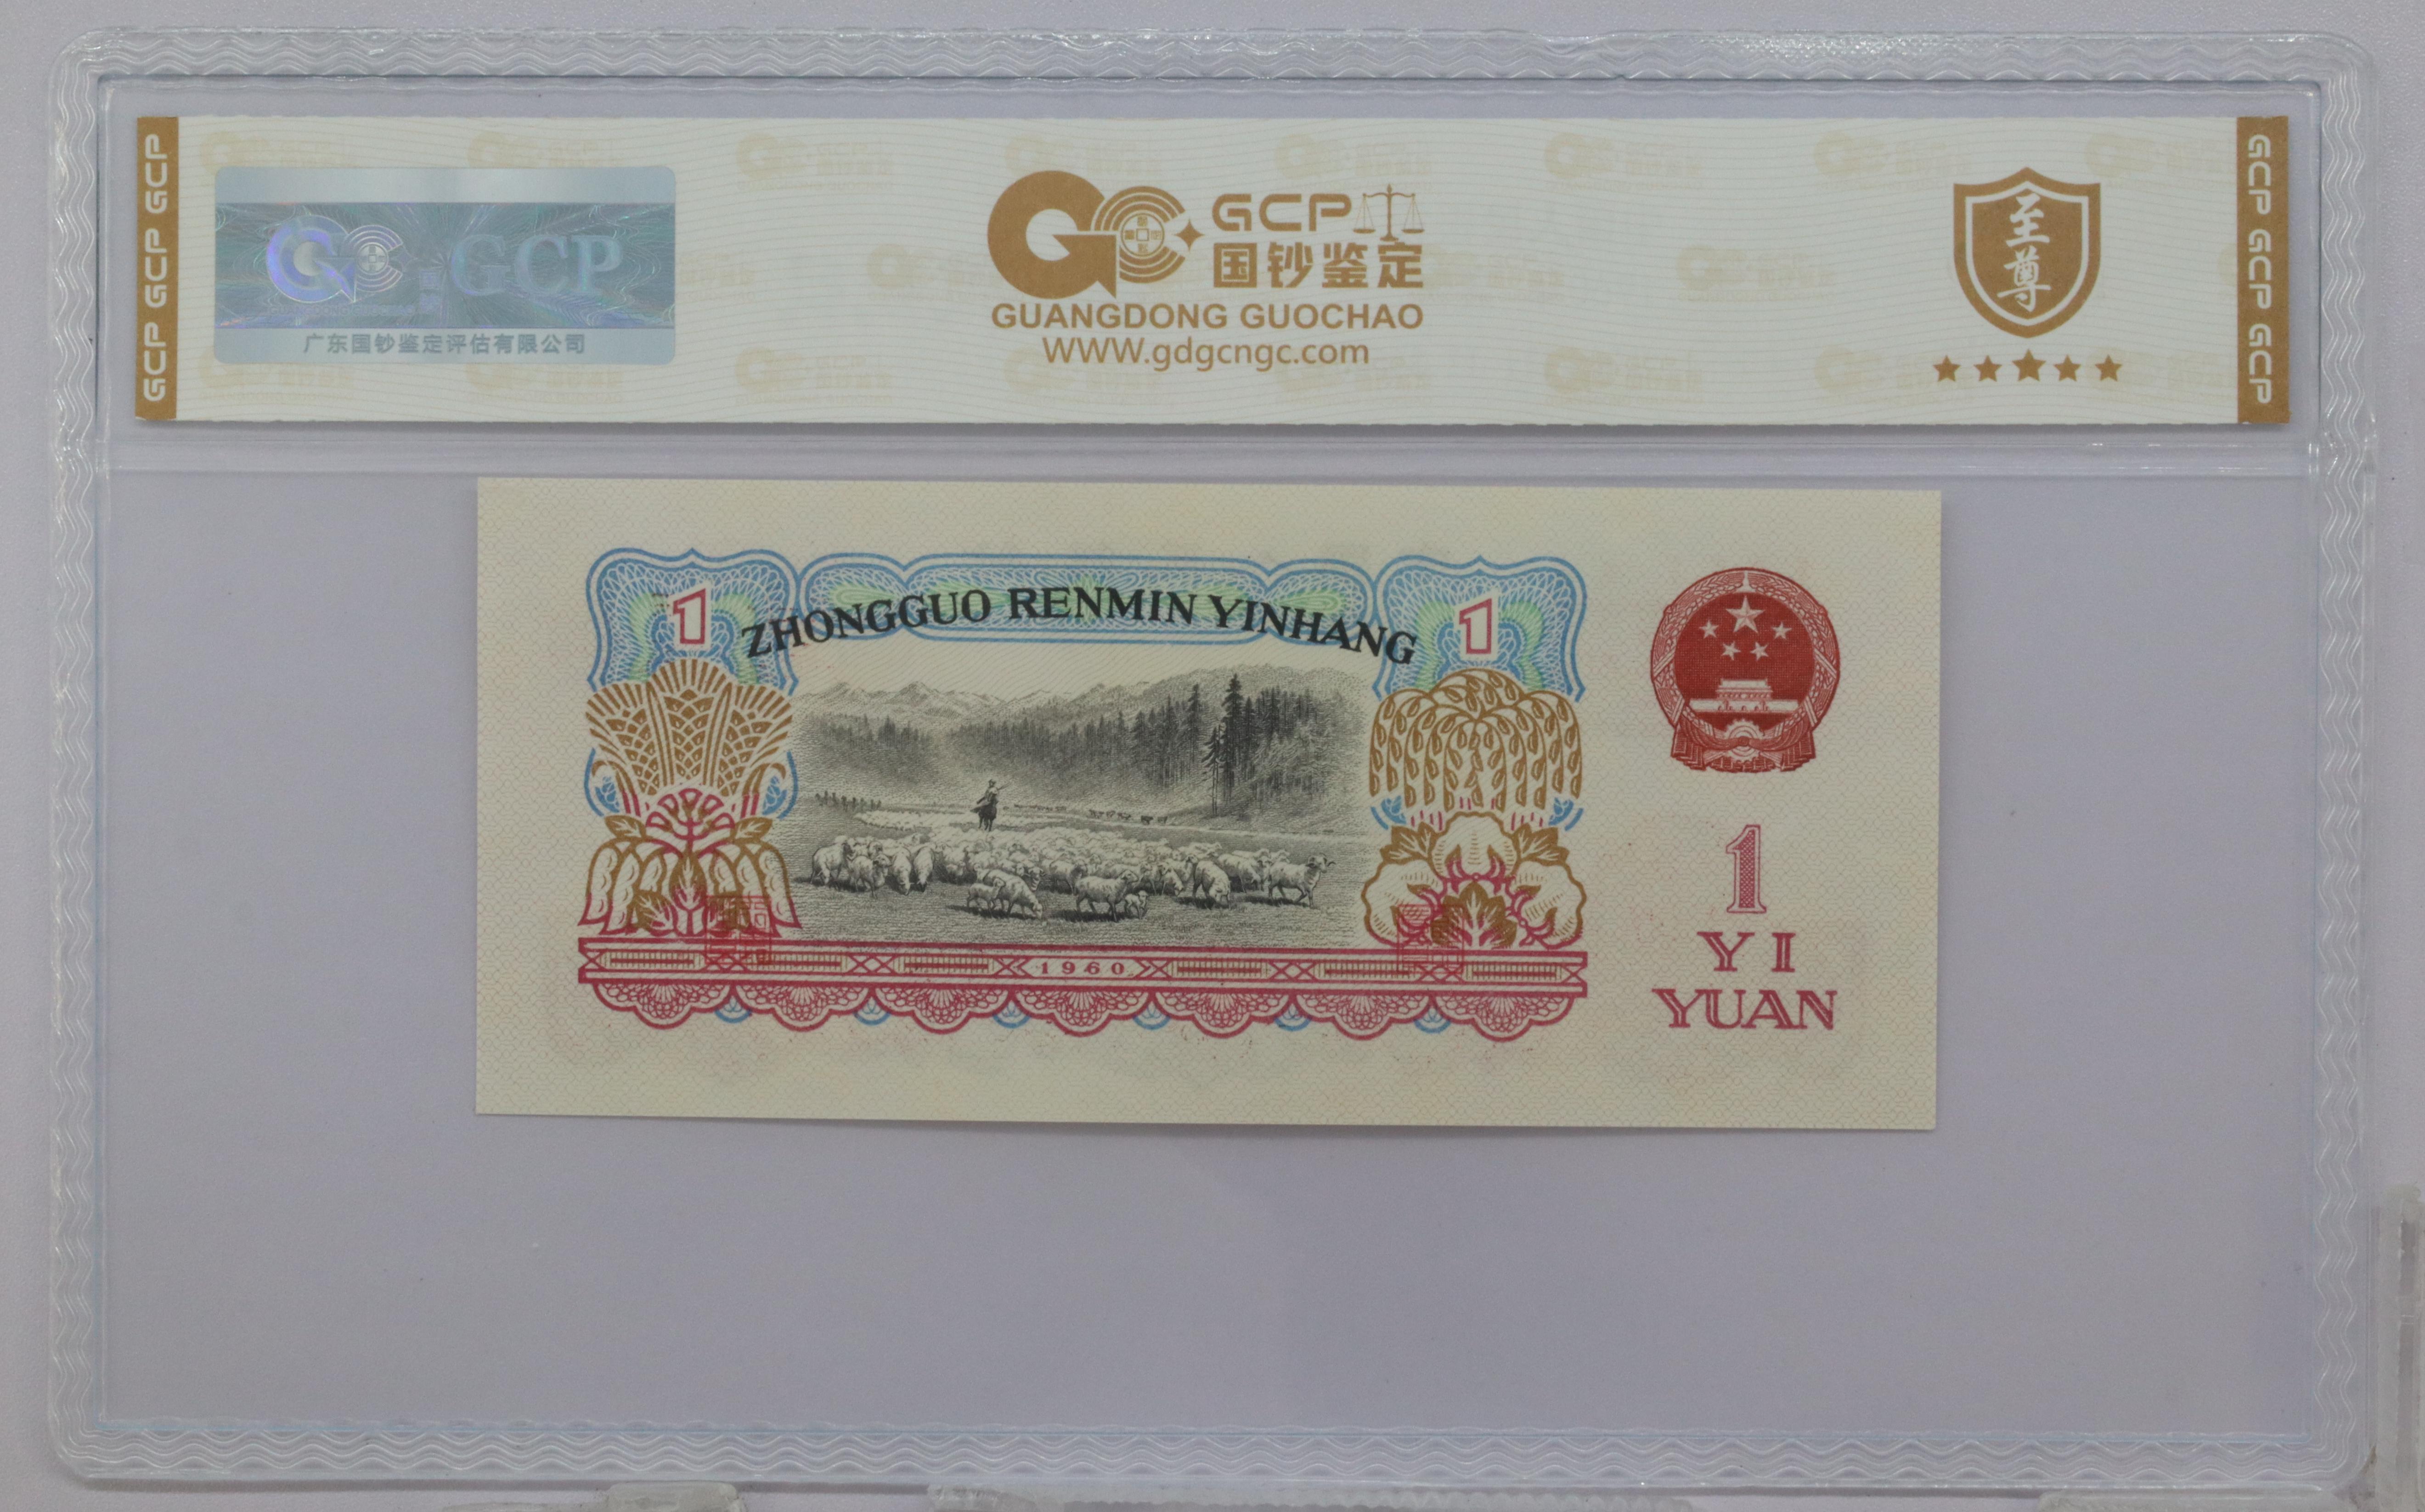 GCP GCP GCP
GCP
广东国钞鉴定评估有限公司
GCP
国钞鉴定
GUANGDONG GUOCHAO
WWW.gdgcngc.com
至尊
GCP GCP GCP
1
ZHONGGUO RENMIN YINHANG
1
1960
1
YI
YUAN